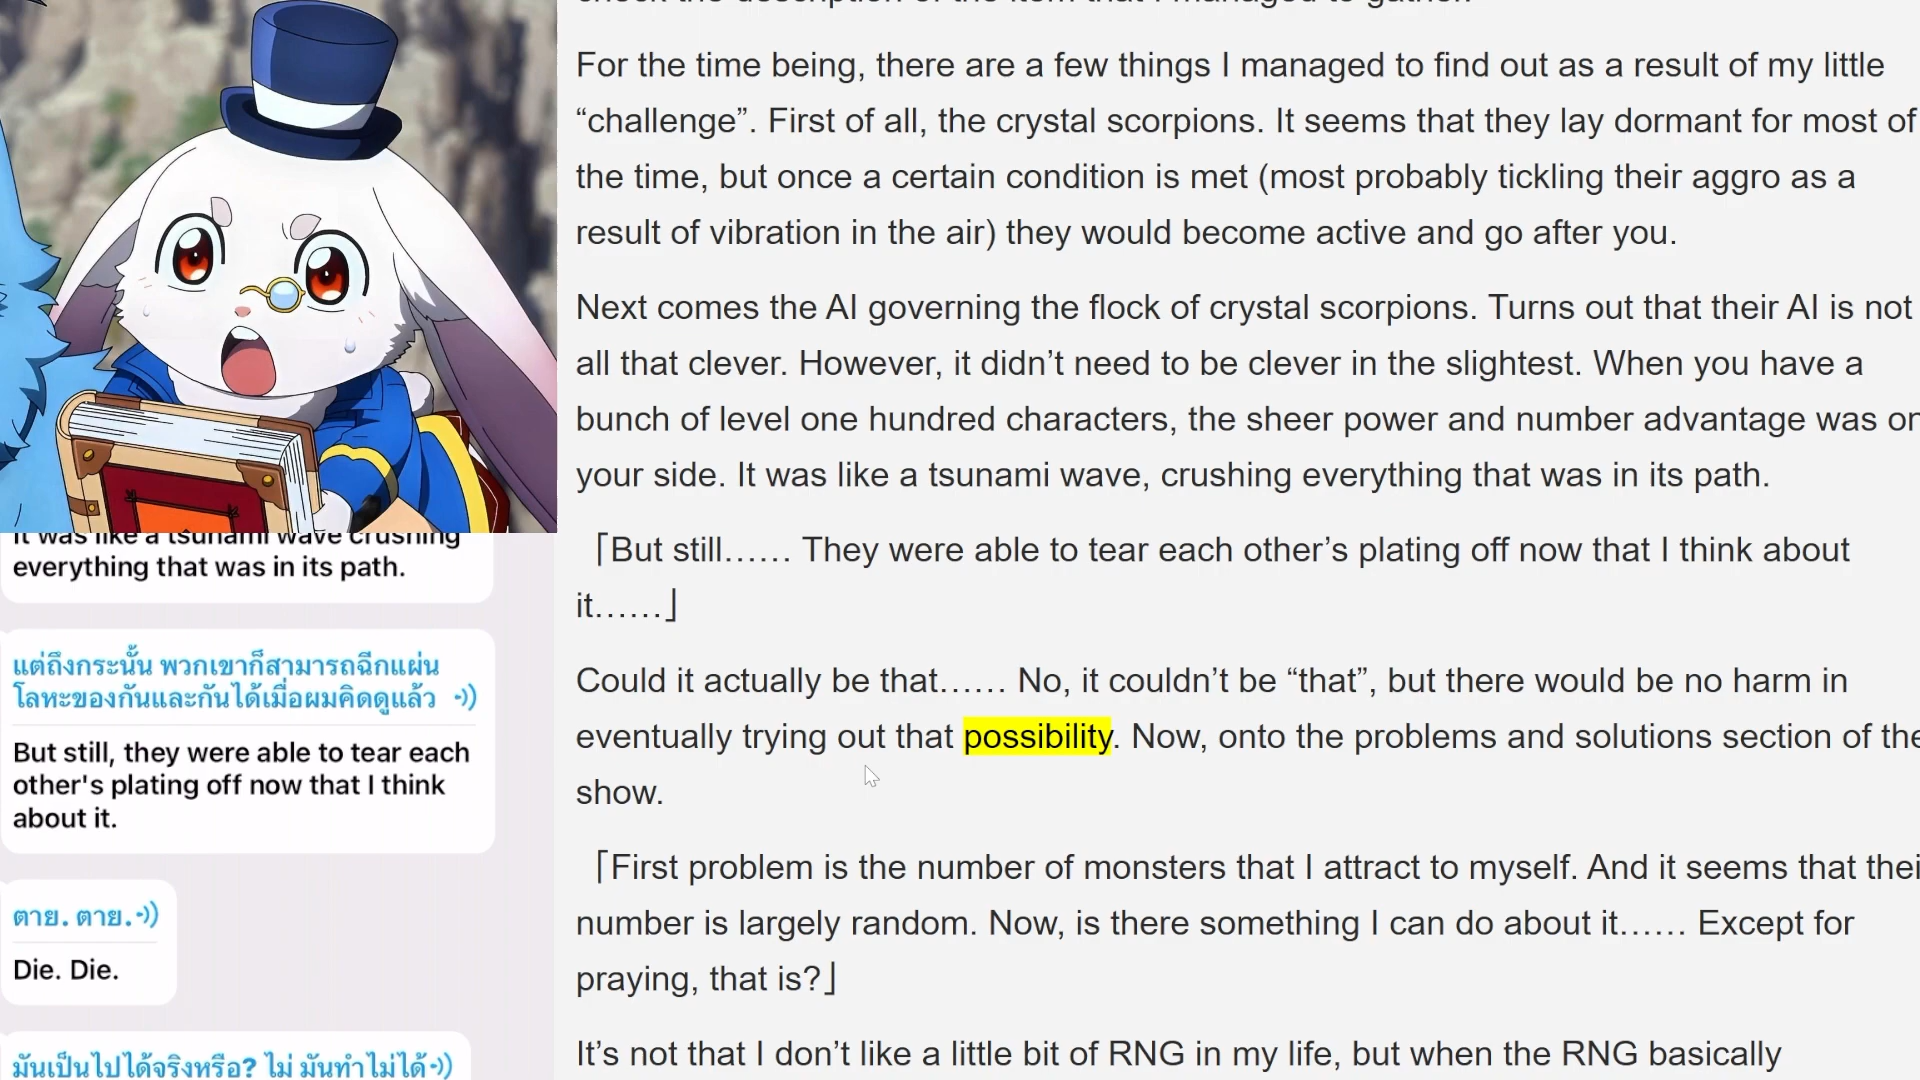 For the time being, there are a few things I managed to find out as a result of my little
“challenge”. First of all, the crystal scorpions. It seems that they lay dormant for most of
the time, but once a certain condition is met (most probably tickling their aggro as a
result of vibration in the air) they would become active and go after you.
Next comes the AI governing the flock of crystal scorpions. Turns out that their AI is not
all that clever. However, it didn’t need to be clever in the slightest. When you have a
bunch of level one hundred characters, the sheer power and number advantage was on
your side. It was like a tsunami wave, crushing everything that was in its path.
「But still…… They were able to tear each other’s plating off now that I think about
it……」
Could it actually be that…… No, it couldn’t be “that”, but there would be no harm in
eventually trying out that possibility. Now, onto the problems and solutions section of the
show.
「First problem is the number of monsters that I attract to myself. And it seems that thei
number is largely random. Now, is there something I can do about it…… Except for
praying, that is?」
It’s not that I don’t like a little bit of RNG in my life, but when the RNG basically
It was like a tsunami wave crushing
everything that was in its path.
แต่ถึงกระนั้น พวกเขาก็สามารถฉีกแผ่น
โลหะของกันและกันได้เมื่อผมคิดดูแล้ว
But still, they were able to tear each
other's plating off now that I think
about it.
ตาย. ตาย.
Die. Die.
มันเป็นไปได้จริงหรือ? ไม่ มันทำไม่ได้